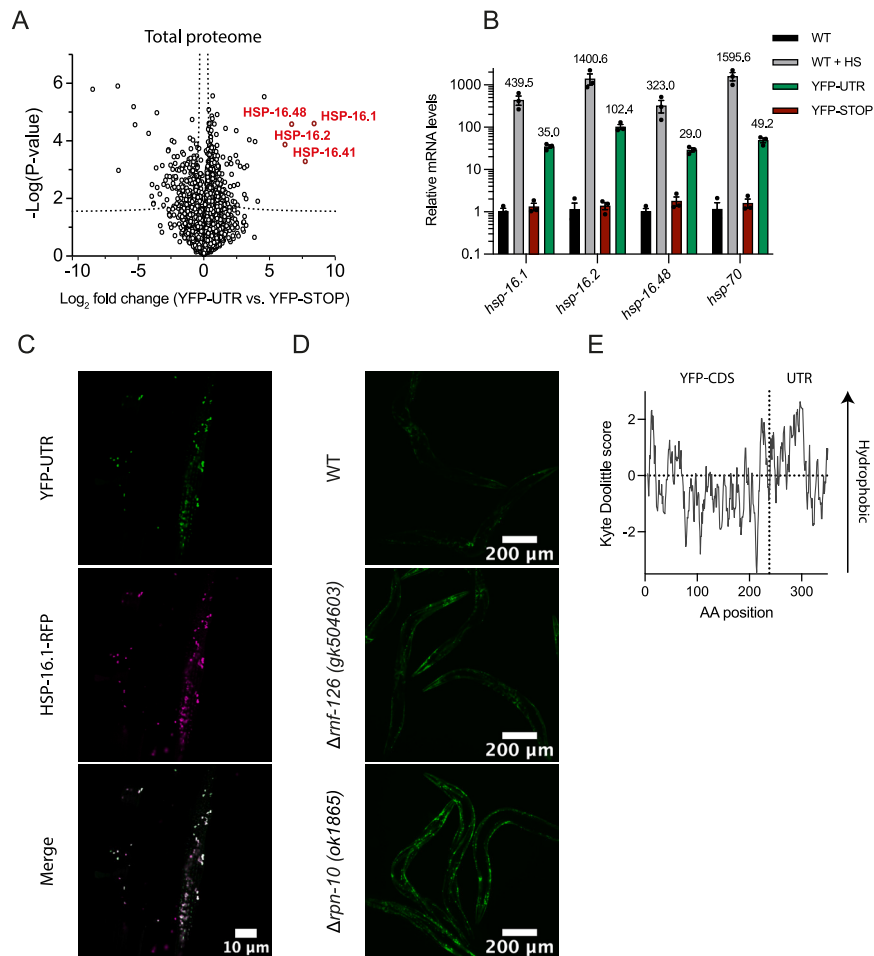 A
Total proteome
-Log(P-value)
6
4
2
0
HSP-16.48
HSP-16.1
HSP-16.2
HSP-16.41
-10
-5
0
5
10
Log2 fold change (YFP-UTR vs. YFP-STOP)
B
Relative mRNA levels
1000
100
10
1
0.1
439.5
35.0
1400.6
102.4
323.0
29.0
1595.6
49.2
hsp-16.1
hsp-16.2
hsp-16.48
hsp-70
WT
WT + HS
YFP-UTR
YFP-STOP
C
YFP-UTR
HSP-16.1-RFP
Merge
10 µm
D
WT
200 µm
Δrnf-126 (gk504603)
200 µm
Δrpn-10 (ok1865)
200 µm
E
YFP-CDS
UTR
Kyte Doolittle score
2
0
-2
0
100
200
300
AA position
Hydrophobic